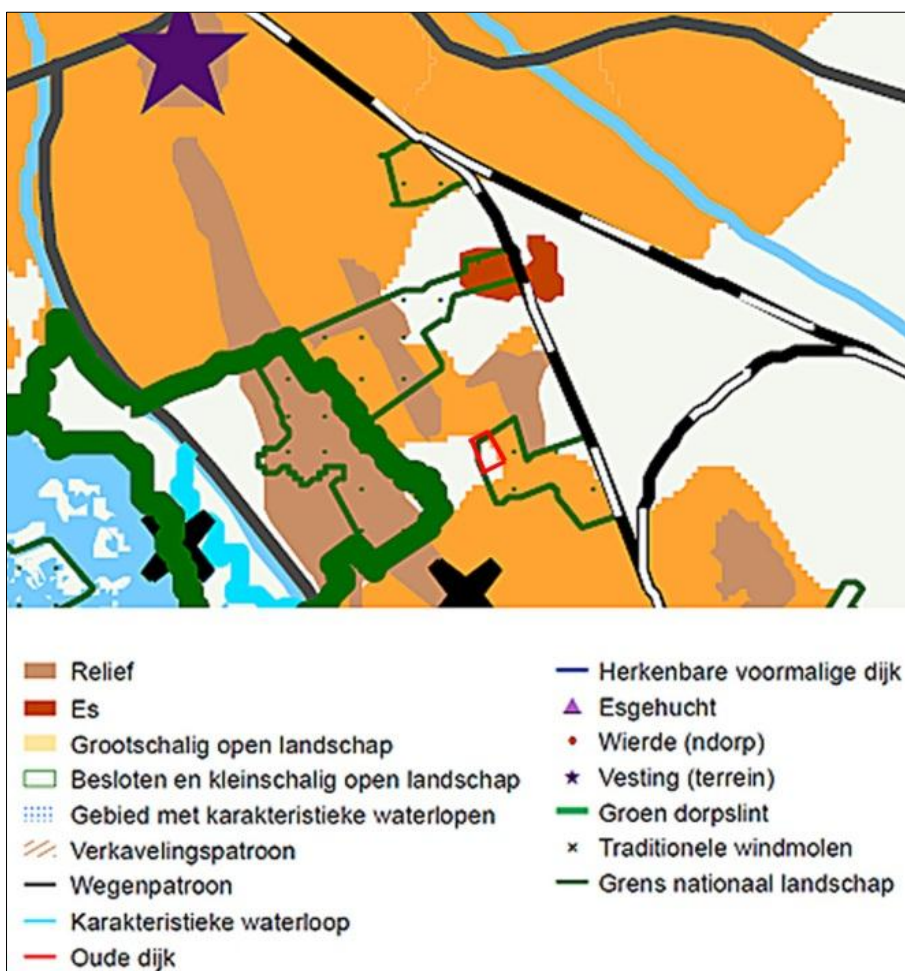 Relief
Es
Grootschalig open landschap
Besloten en kleinschalig open landschap
Gebied met karakteristieke waterlopen
Verkavelingspatroon
Wegenpatroon
Karakteristieke waterloop
Oude dijk
Herkenbare voormalige dijk
Esgehucht
Wierde (ndorp)
Vesting (terrein)
Groen dorpslint
Traditionele windmolen
Grens nationaal landschap